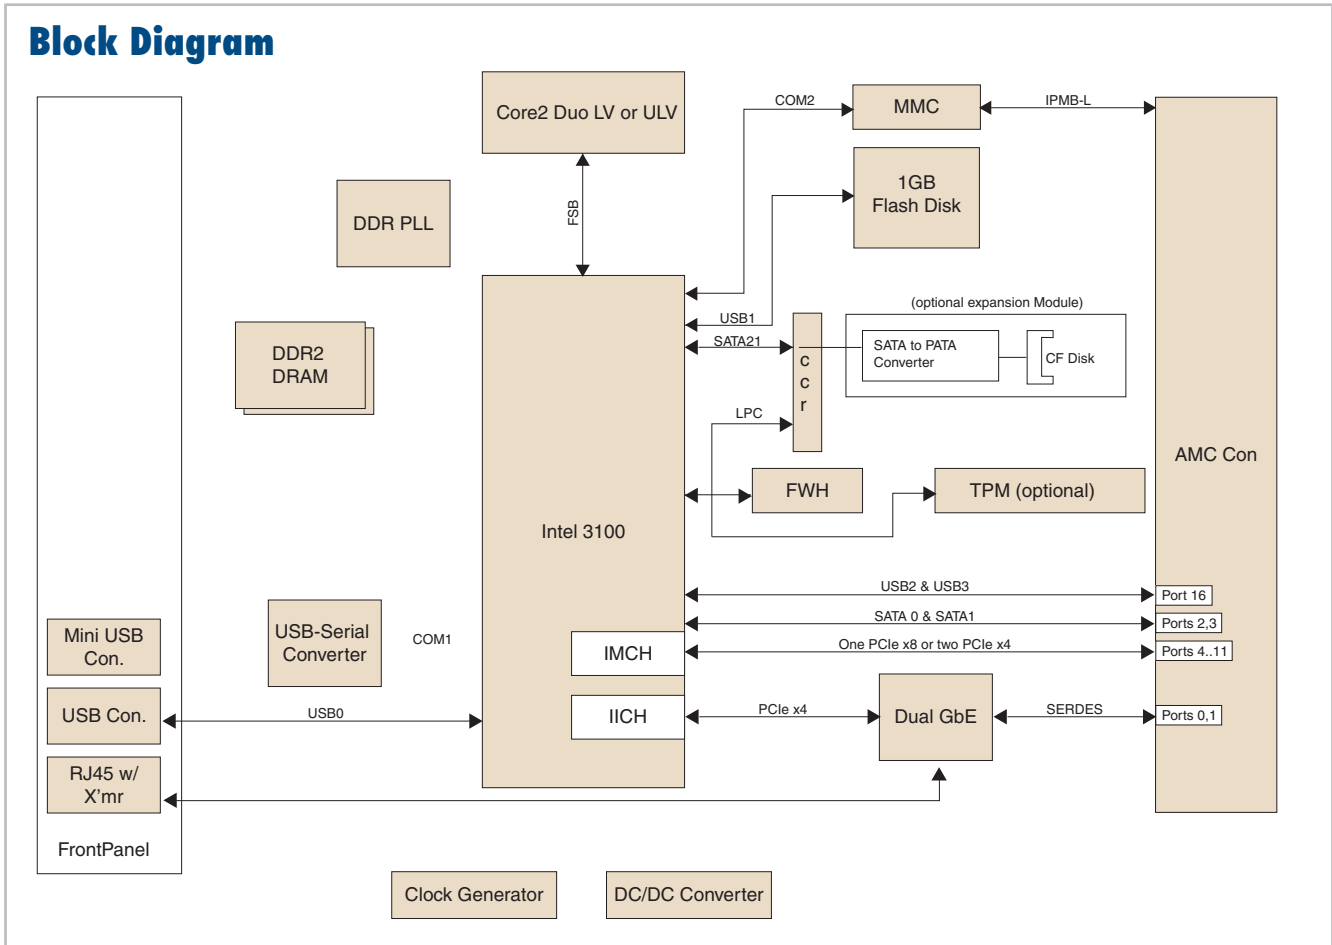 Block Diagram
Core2 Duo LV or ULV
COM2
MMC
IPMB-L
1GB
Flash Disk
DDR PLL
FSB
USB1
SATA21
(optional expansion Module)
SATA to PATA
Converter
CF Disk
c
c
r
DDR2
DRAM
LPC
AMC Con
FWH
TPM (optional)
Intel 3100
USB2 & USB3
Port 16
SATA 0 & SATA1
Ports 2,3
One PCIe x8 or two PCIe x4
Ports 4..11
Mini USB
Con.
USB-Serial
Converter
COM1
IMCH
USB Con.
USB0
IICH
PCIe x4
Dual GbE
SERDES
Ports 0,1
RJ45 w/
X'mr
FrontPanel
Clock Generator
DC/DC Converter